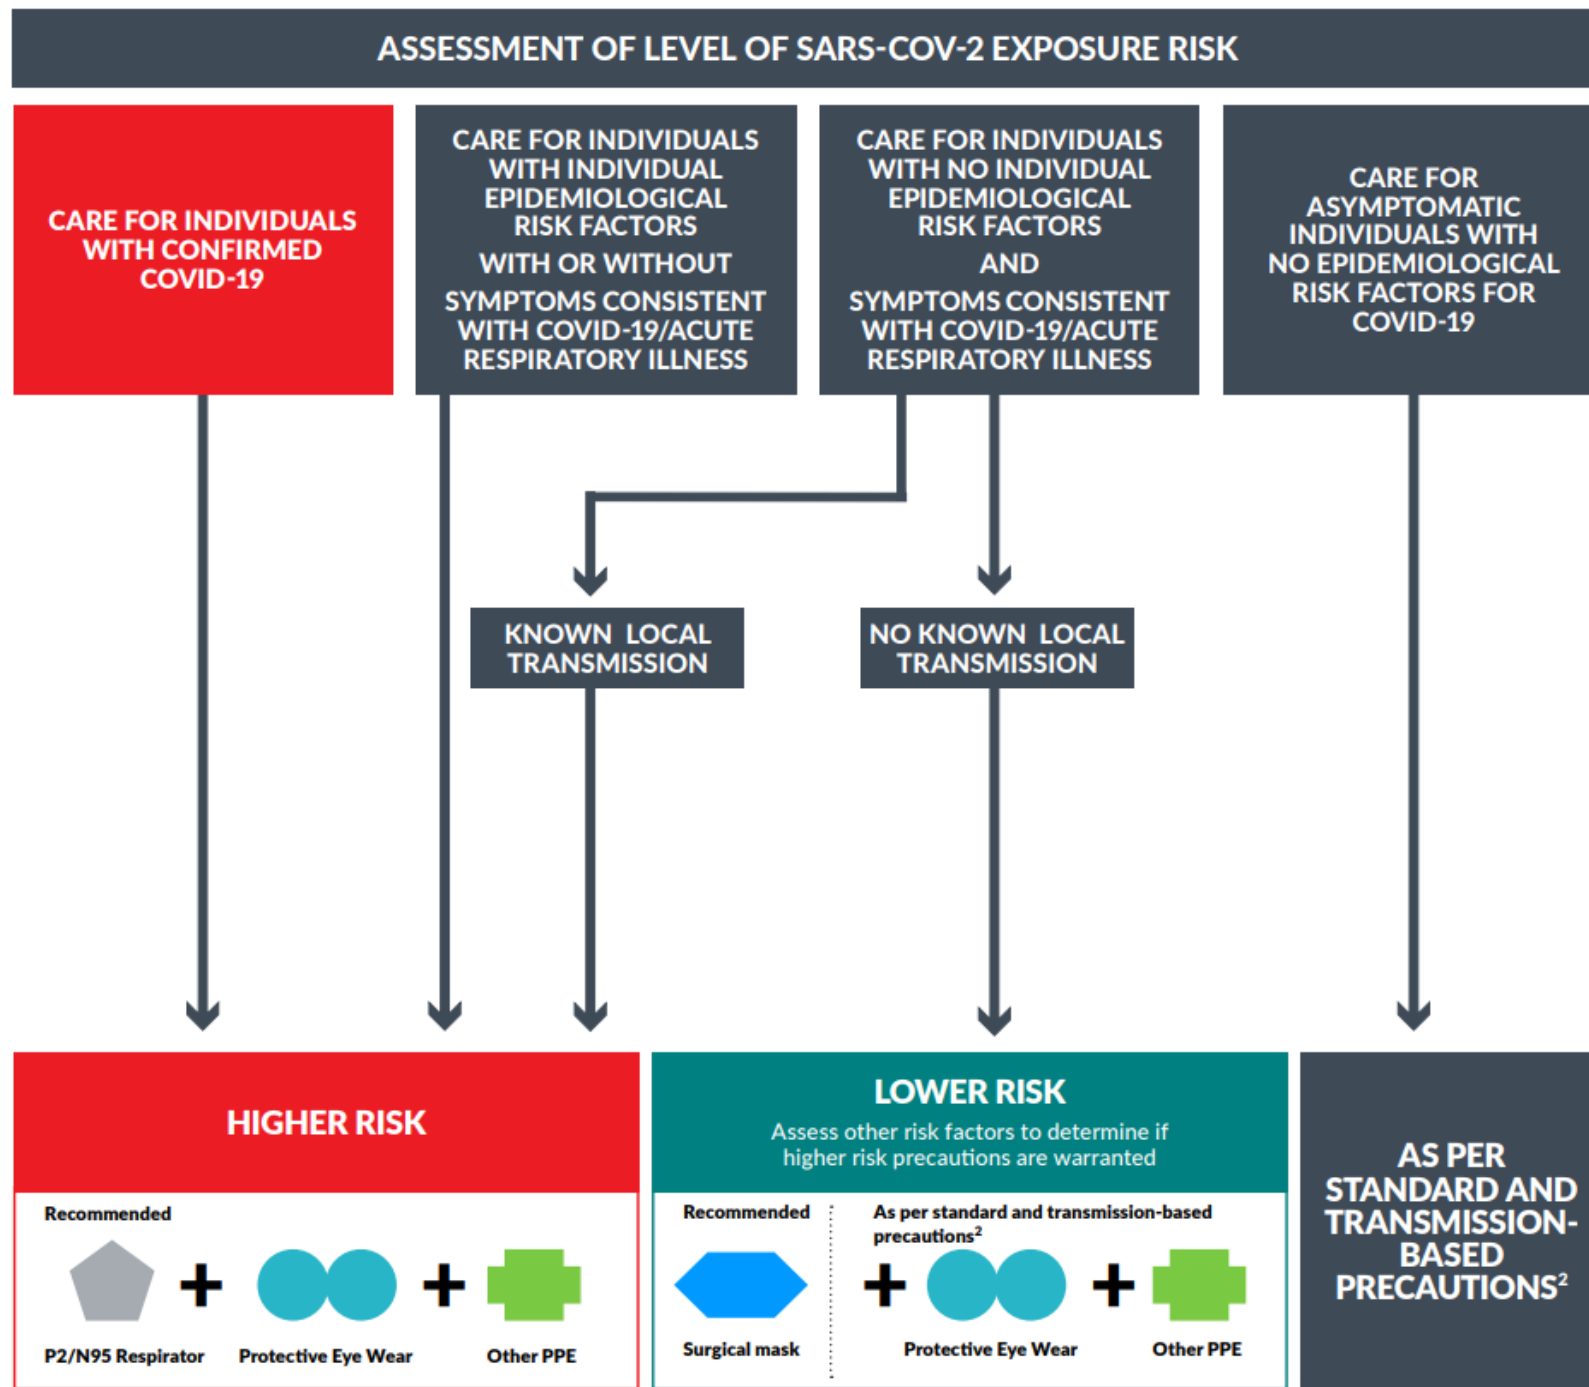 ASSESSMENT OF LEVEL OF SARS-COV-2 EXPOSURE RISK
CARE FOR INDIVIDUALS
WITH CONFIRMED
COVID-19
CARE FOR INDIVIDUALS
WITH INDIVIDUAL
EPIDEMIOLOGICAL
RISK FACTORS
WITH OR WITHOUT
SYMPTOMS CONSISTENT
WITH COVID-19/ACUTE
RESPIRATORY ILLNESS
CARE FOR INDIVIDUALS
WITH NO INDIVIDUAL
EPIDEMIOLOGICAL
RISK FACTORS
AND
SYMPTOMS CONSISTENT
WITH COVID-19/ACUTE
RESPIRATORY ILLNESS
CARE FOR
ASYMPTOMATIC
INDIVIDUALS WITH
NO EPIDEMIOLOGICAL
RISK FACTORS FOR
COVID-19
KNOWN LOCAL
TRANSMISSION
NO KNOWN LOCAL
TRANSMISSION
HIGHER RISK
Recommended
+
+
P2/N95 Respirator
Protective Eye Wear
Other PPE
LOWER RISK
Assess other risk factors to determine if
higher risk precautions are warranted
Recommended
As per standard and transmission-based
precautions²
+
+
Surgical mask
Protective Eye Wear
Other PPE
AS PER
STANDARD AND
TRANSMISSION-
BASED
PRECAUTIONS²